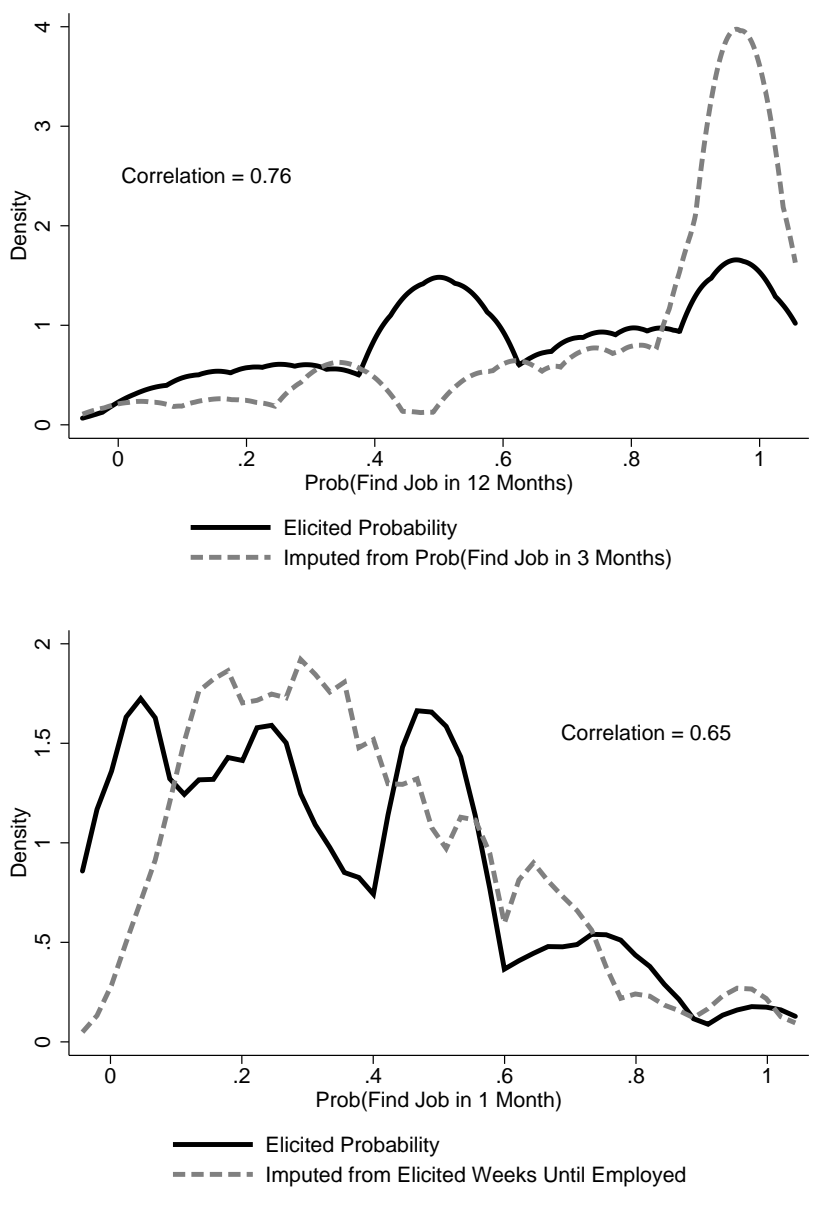 4
3
2
1
0
Density
Correlation = 0.76
0 .2 .4 .6 .8 1
Prob(Find Job in 12 Months)
Elicited Probability
Imputed from Prob(Find Job in 3 Months)
2
1.5
1
.5
0
Density
Correlation = 0.65
0 .2 .4 .6 .8 1
Prob(Find Job in 1 Month)
Elicited Probability
Imputed from Elicited Weeks Until Employed